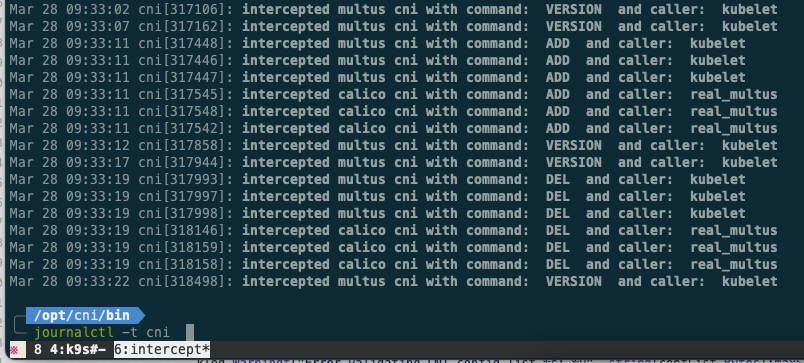 Mar 28 09:33:02 cni[317106]: intercepted multus cni with command:  VERSION  and caller:  kubelet
Mar 28 09:33:07 cni[317162]: intercepted multus cni with command:  VERSION  and caller:  kubelet
Mar 28 09:33:11 cni[317448]: intercepted multus cni with command:  ADD  and caller:  kubelet
Mar 28 09:33:11 cni[317446]: intercepted multus cni with command:  ADD  and caller:  kubelet
Mar 28 09:33:11 cni[317447]: intercepted multus cni with command:  ADD  and caller:  kubelet
Mar 28 09:33:11 cni[317545]: intercepted calico cni with command:  ADD  and caller:  real_multus
Mar 28 09:33:11 cni[317548]: intercepted calico cni with command:  ADD  and caller:  real_multus
Mar 28 09:33:11 cni[317542]: intercepted calico cni with command:  ADD  and caller:  real_multus
Mar 28 09:33:12 cni[317858]: intercepted multus cni with command:  VERSION  and caller:  kubelet
Mar 28 09:33:17 cni[317944]: intercepted multus cni with command:  VERSION  and caller:  kubelet
Mar 28 09:33:19 cni[317993]: intercepted multus cni with command:  DEL  and caller:  kubelet
Mar 28 09:33:19 cni[317997]: intercepted multus cni with command:  DEL  and caller:  kubelet
Mar 28 09:33:19 cni[317998]: intercepted multus cni with command:  DEL  and caller:  kubelet
Mar 28 09:33:19 cni[318146]: intercepted calico cni with command:  DEL  and caller:  real_multus
Mar 28 09:33:19 cni[318159]: intercepted calico cni with command:  DEL  and caller:  real_multus
Mar 28 09:33:19 cni[318158]: intercepted calico cni with command:  DEL  and caller:  real_multus
Mar 28 09:33:22 cni[318498]: intercepted multus cni with command:  VERSION  and caller:  kubelet
/opt/cni/bin
journalctl -t cni
8 4:k9s#- 6:intercept*